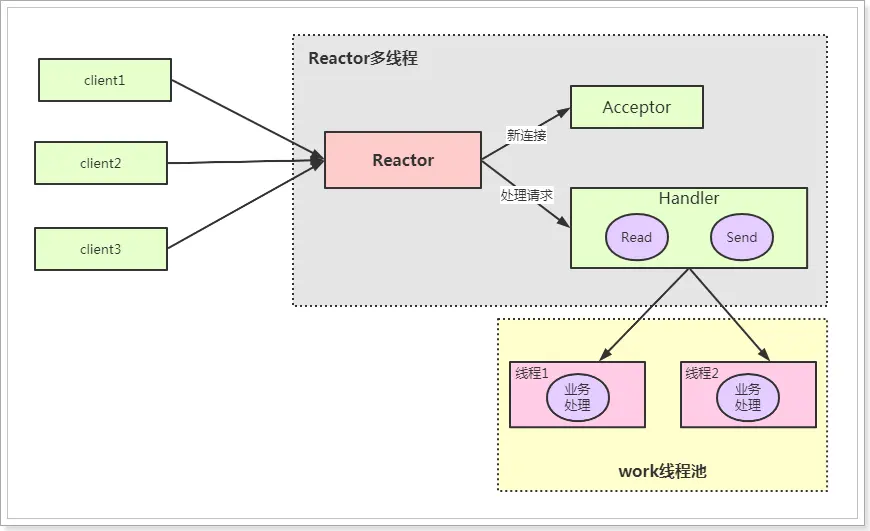 Reactor多线程
client1
client2
client3
Reactor
新连接
处理请求
Acceptor
Handler
Read
Send
线程1
业务
处理
线程2
业务
处理
work线程池